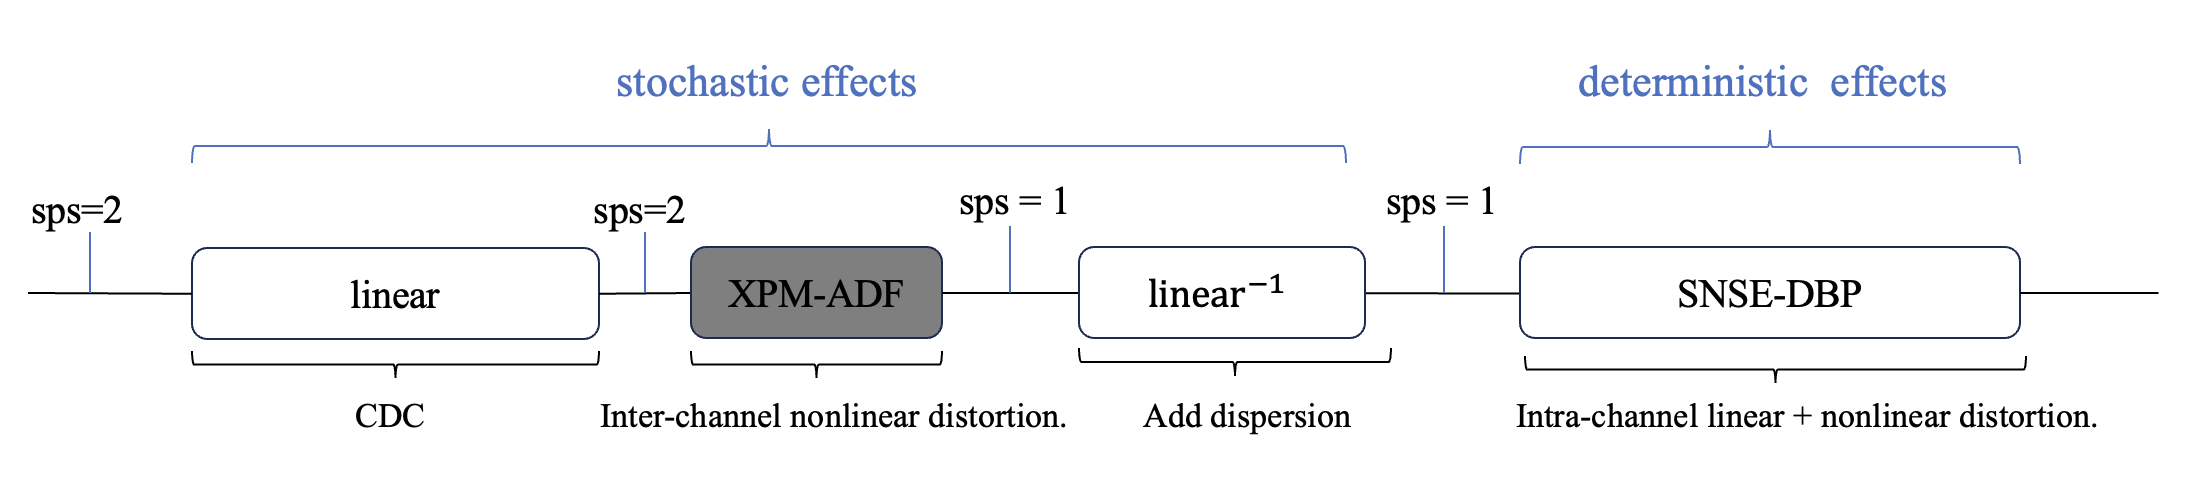 stochastic effects
deterministic effects
sps=2
sps=2
sps = 1
sps = 1
linear
XPM-ADF
linear⁻¹
SNSE-DBP
CDC
Inter-channel nonlinear distortion.
Add dispersion
Intra-channel linear + nonlinear distortion.